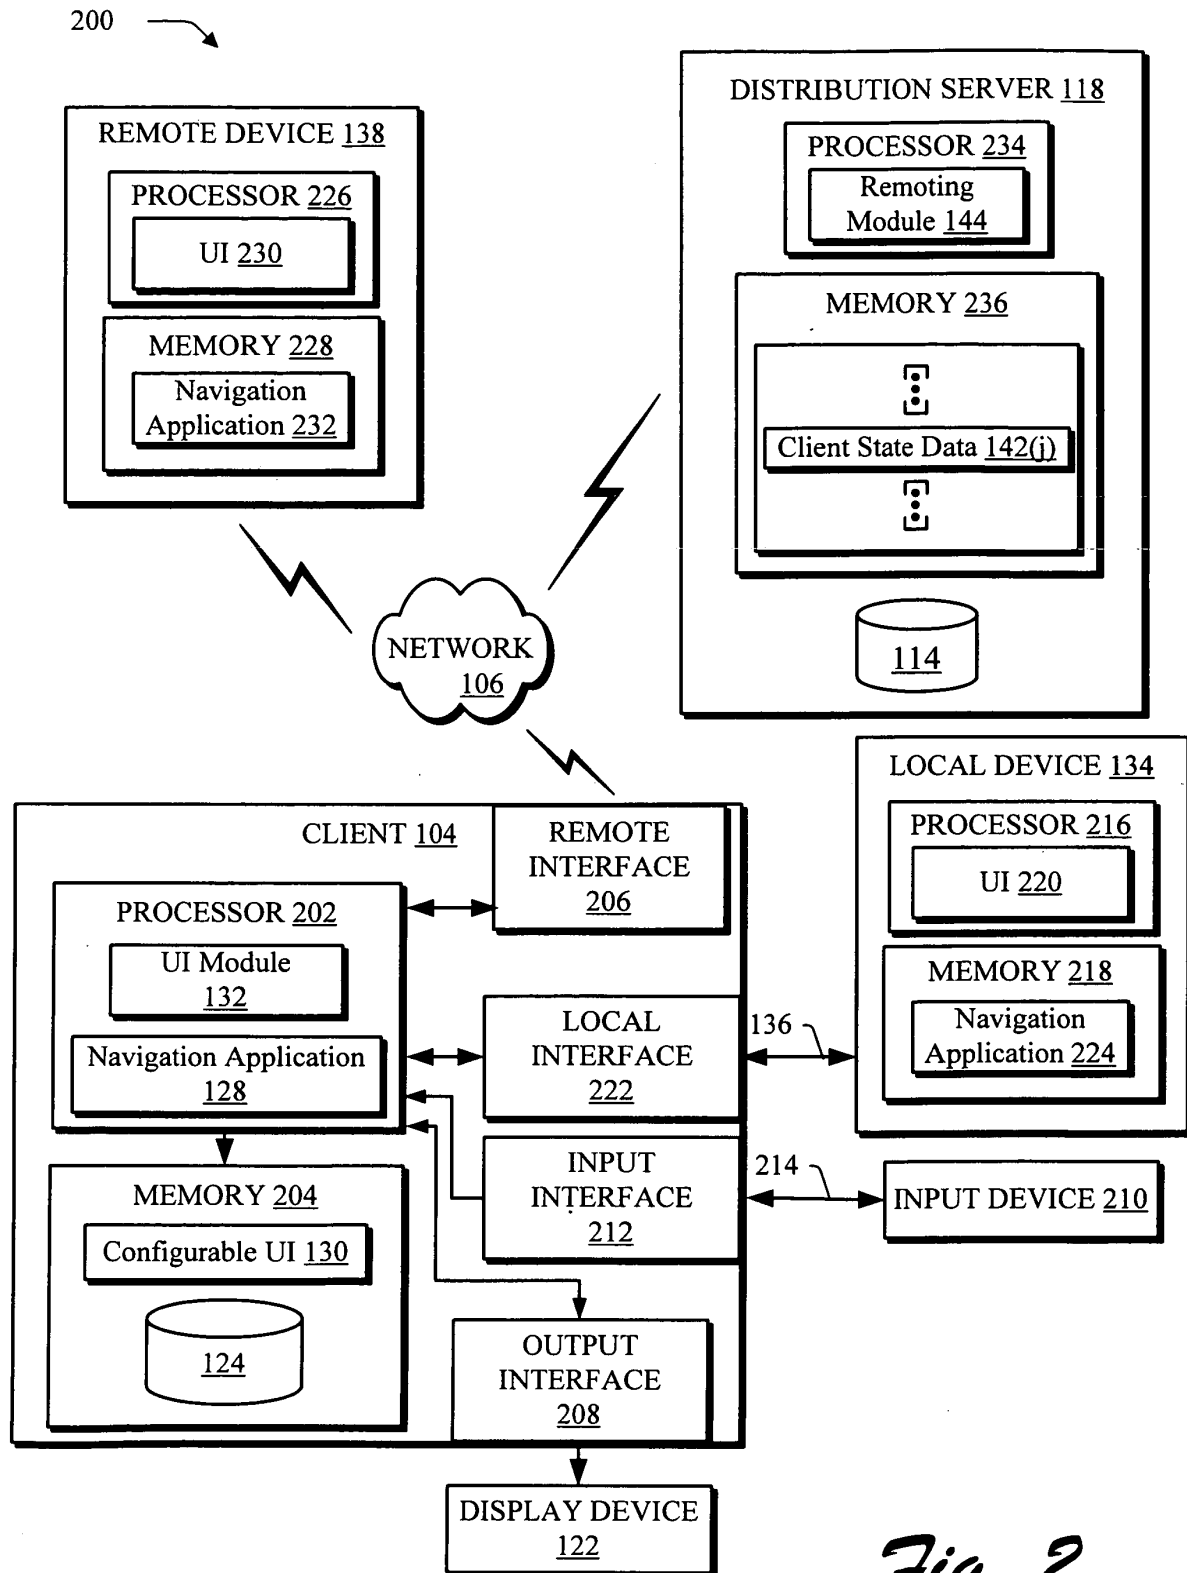 200
REMOTE DEVICE 138
PROCESSOR 226
UI 230
MEMORY 228
Navigation
Application 232
DISTRIBUTION SERVER 118
PROCESSOR 234
Remoting
Module 144
MEMORY 236
Client State Data 142(j)
114
NETWORK
106
CLIENT 104
REMOTE
INTERFACE
206
PROCESSOR 202
UI Module
132
Navigation Application
128
LOCAL
INTERFACE
222
INPUT
INTERFACE
212
MEMORY 204
Configurable UI 130
124
OUTPUT
INTERFACE
208
136
214
LOCAL DEVICE 134
PROCESSOR 216
UI 220
MEMORY 218
Navigation
Application 224
INPUT DEVICE 210
DISPLAY DEVICE
122
Fig. 2